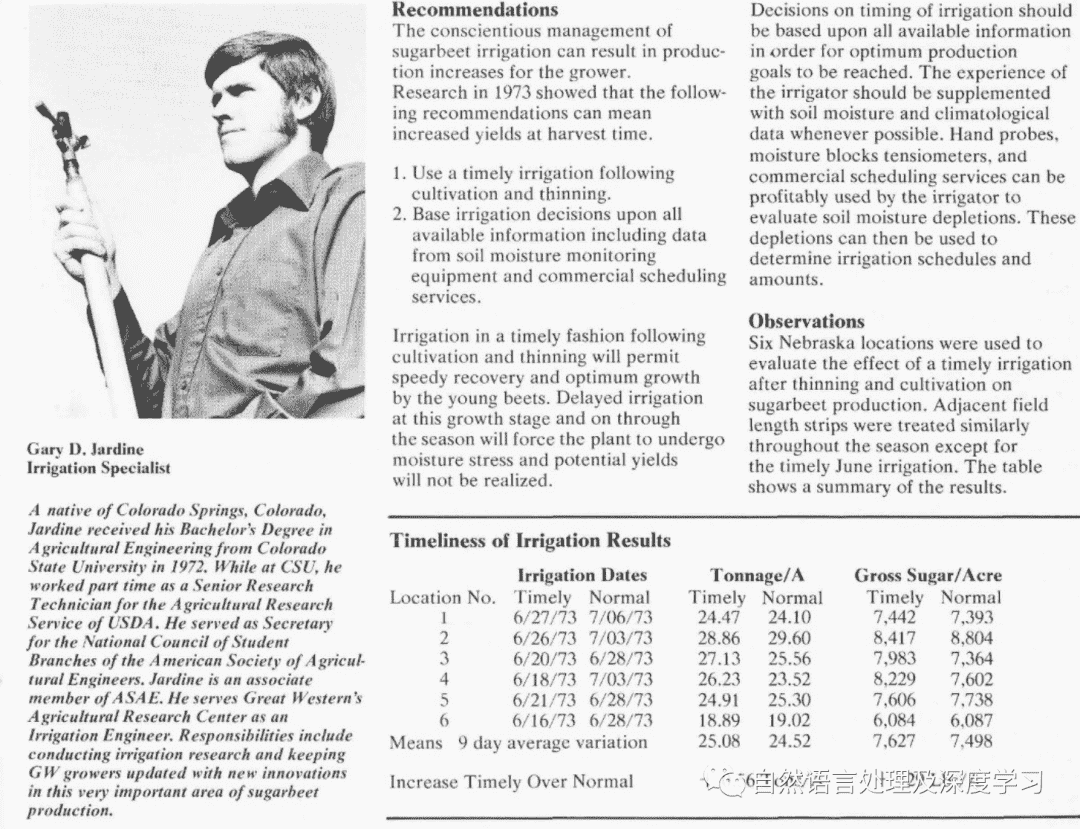 Gary D. Jardine
Irrigation Specialist
A native of Colorado Springs, Colorado,
Jardine received his Bachelor's Degree in
Agricultural Engineering from Colorado
State University in 1972. While at CSU, he
worked part time as a Senior Research
Technician for the Agricultural Research
Service of USDA. He served as Secretary
for the National Council of Student
Branches of the American Society of Agricul-
tural Engineers. Jardine is an associate
member of ASAE. He serves Great Western's
Agricultural Research Center as an
Irrigation Engineer. Responsibilities include
conducting irrigation research and keeping
GW growers updated with new innovations
in this very important area of sugarbeet
production.
Recommendations
The conscientious management of
sugarbeet irrigation can result in produc-
tion increases for the grower.
Research in 1973 showed that the follow-
ing recommendations can mean
increased yields at harvest time.
1. Use a timely irrigation following
cultivation and thinning.
2. Base irrigation decisions upon all
available information including data
from soil moisture monitoring
equipment and commercial scheduling
services.
Irrigation in a timely fashion following
cultivation and thinning will permit
speedy recovery and optimum growth
by the young beets. Delayed irrigation
at this growth stage and on through
the season will force the plant to undergo
moisture stress and potential yields
will not be realized.
Decisions on timing of irrigation should
be based upon all available information
in order for optimum production
goals to be reached. The experience of
the irrigator should be supplemented
with soil moisture and climatological
data whenever possible. Hand probes,
moisture blocks tensiometers, and
commercial scheduling services can be
profitably used by the irrigator to
evaluate soil moisture depletions. These
depletions can then be used to
determine irrigation schedules and
amounts.
Observations
Six Nebraska locations were used to
evaluate the effect of a timely irrigation
after thinning and cultivation on
sugarbeet production. Adjacent field
length strips were treated similarly
throughout the season except for
the timely June irrigation. The table
shows a summary of the results.
Timeliness of Irrigation Results
Irrigation Dates Tonnage/A Gross Sugar/Acre
Location No. Timely Normal Timely Normal Timely Normal
1 6/27/73 7/06/73 24.47 24.10 7,442 7,393
2 6/26/73 7/03/73 28.86 29.60 8,417 8,804
3 6/20/73 6/28/73 27.13 25.56 7,983 7,364
4 6/18/73 7/03/73 26.23 23.52 8,229 7,602
5 6/21/73 6/28/73 24.91 25.30 7,606 7,738
6 6/16/73 6/28/73 18.89 19.02 6,084 6,087
Means 9 day average variation 25.08 24.52 7,627 7,498
Increase Timely Over Normal
自然语言处理及深度学习